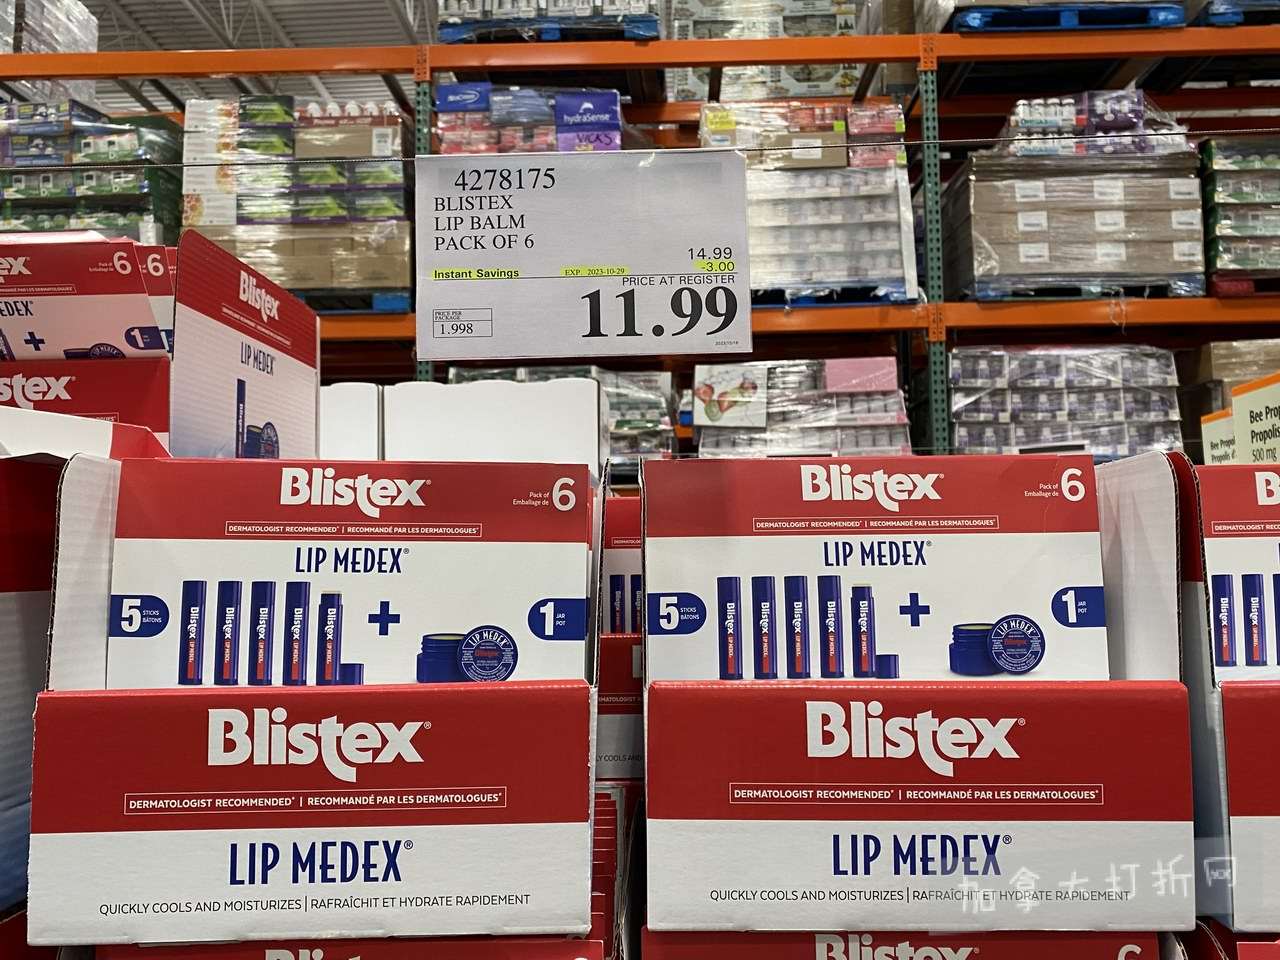 hydraSense
VICKS
4278175
BLISTEX
LIP BALM
PACK OF 6
14.99
Instant Savings EXP. 2023-10-29 -3.00
PRICE AT REGISTER
11.99
PRICE PER
PACKAGE
1.998
6
6
Blistex
LIP MEDEX
Bee Prop
Propolis
500 mg
Blistex®
Pack of
Emballage de 6
DERMATOLOGIST RECOMMENDED* | RECOMMANDÉ PAR LES DERMATOLOGUES*
LIP MEDEX®
5 STICKS
BÂTONS
+
1 JAR
POT
Blistex®
Pack of
Emballage de 6
DERMATOLOGIST RECOMMENDED* | RECOMMANDÉ PAR LES DERMATOLOGUES*
LIP MEDEX®
5 STICKS
BÂTONS
+
1 JAR
POT
Blistex®
DERMATOLOGIST RECOMMENDED* | RECOMMANDÉ PAR LES DERMATOLOGUES*
LIP MEDEX®
QUICKLY COOLS AND MOISTURIZES | RAFRAÎCHIT ET HYDRATE RAPIDEMENT
Blistex®
DERMATOLOGIST RECOMMENDED* | RECOMMANDÉ PAR LES DERMATOLOGUES*
LIP MEDEX®
QUICKLY COOLS AND MOISTURIZES | RAFRAÎCHIT ET HYDRATE RAPIDEMENT
加拿大打折网